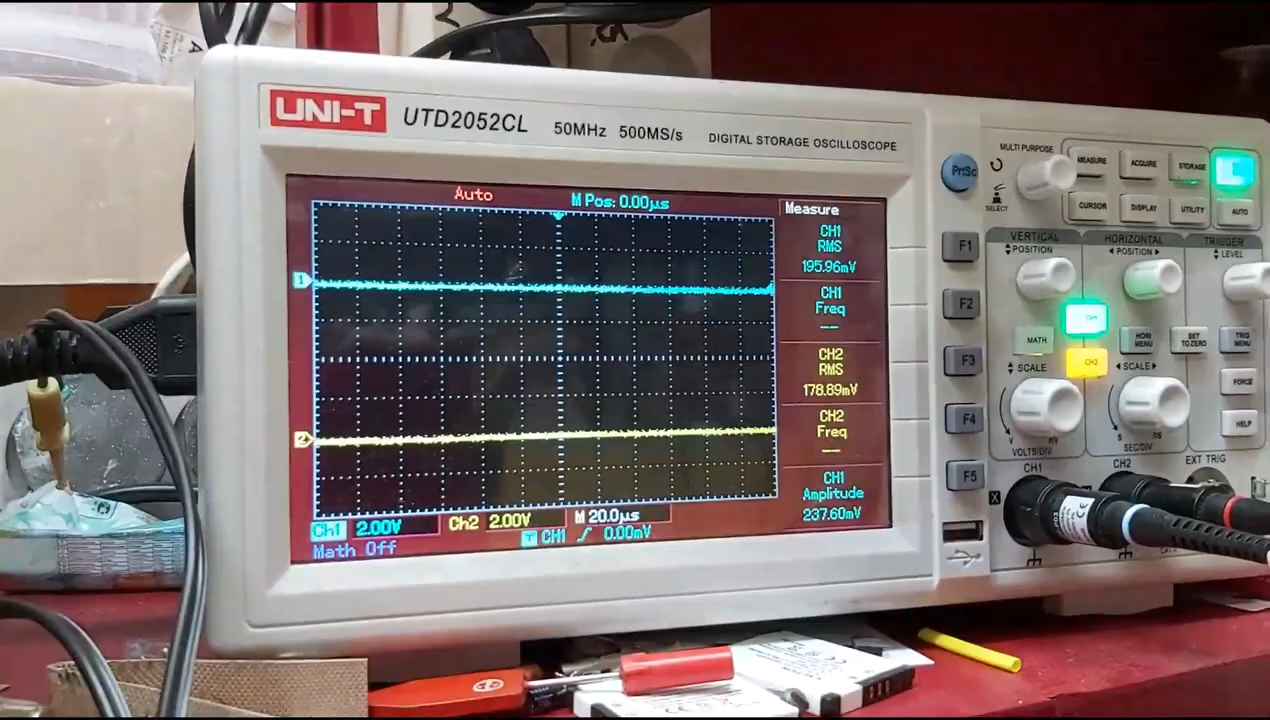 UNI-T UTD2052CL 50MHz 500MS/s DIGITAL STORAGE OSCILLOSCOPE
Auto M Pos: 0.00µs
Measure
CH1
RMS
195.96mV
CH1
Freq
---
CH2
RMS
178.89mV
CH2
Freq
---
CH1
Amplitude
237.60mV
1
2
Ch1 2.00V Ch2 2.00V M 20.0µs
T CH1 0.00mV
Math Off
PrtSc
F1
F2
F3
F4
F5
MULTI PURPOSE
SELECT
MEASURE
ACQUIRE
STORAGE
CURSOR
DISPLAY
UTILITY
AUTO
VERTICAL
POSITION
HORIZONTAL
POSITION
TRIGGER
LEVEL
CH2
MATH
HORI
MENU
SET
TO ZERO
TRIG
MENU
SCALE
SCALE
FORCE
HELP
V
VOLTS/DIV
s
ns
SEC/DIV
CH1
CH2
EXT TRIG